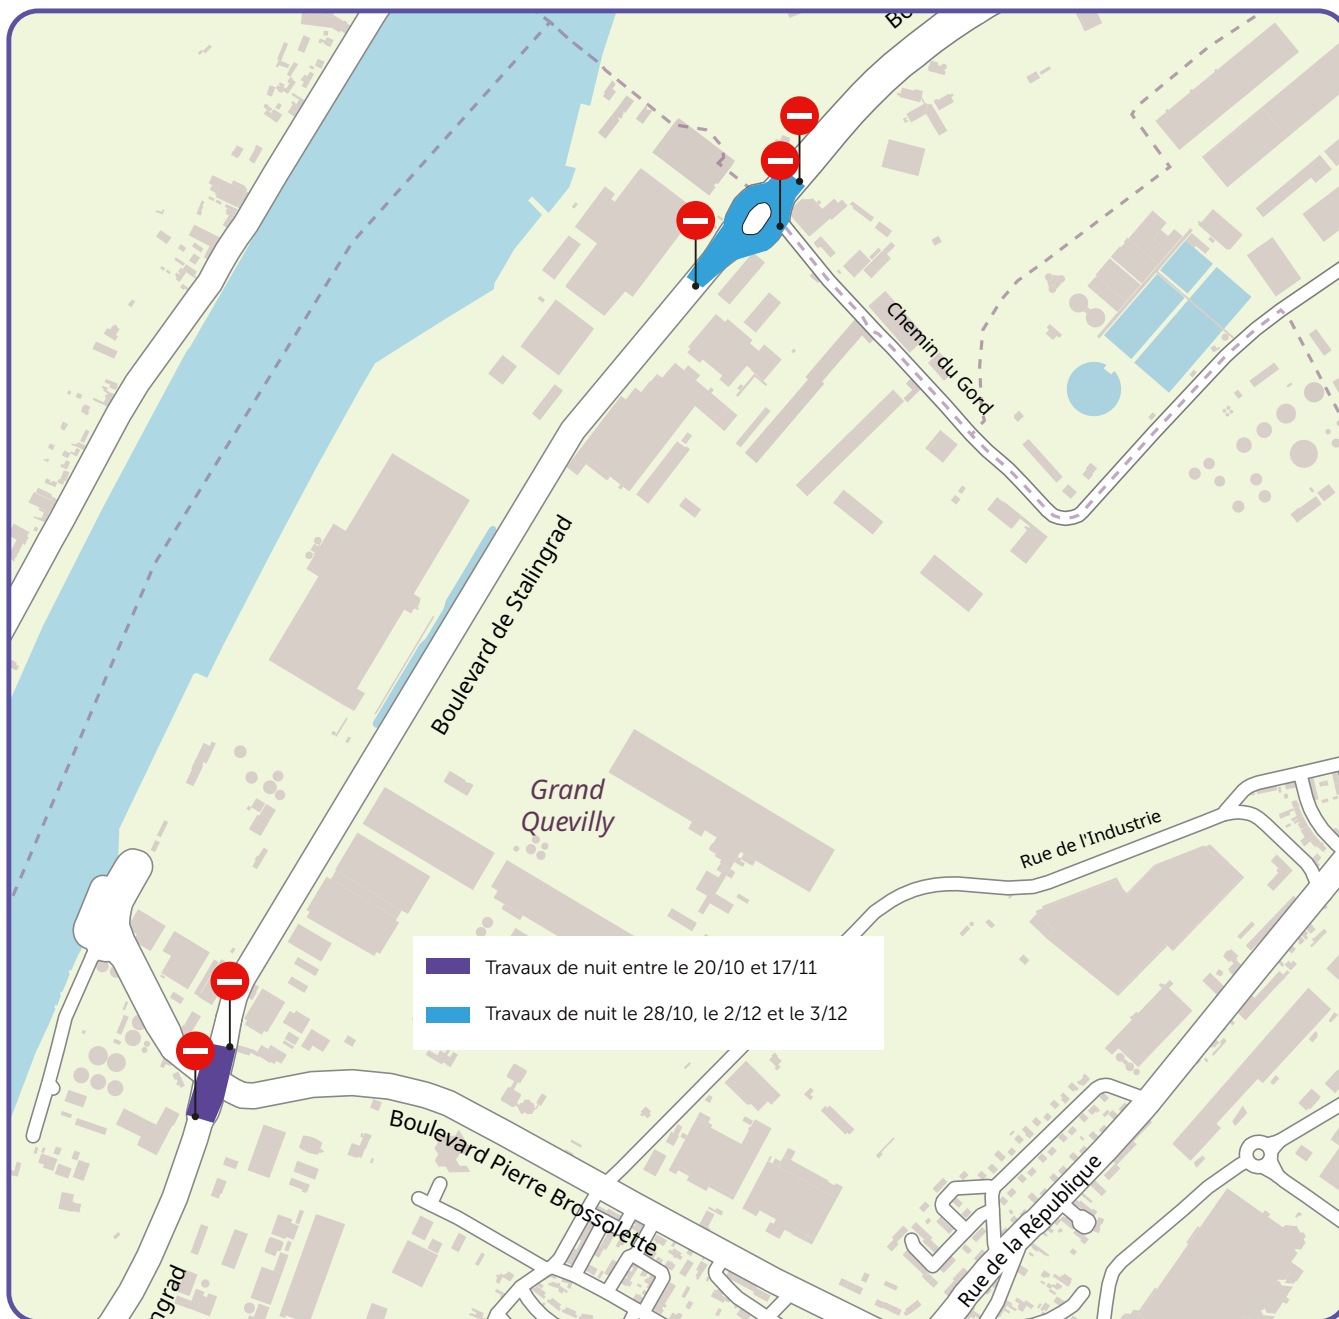 Chemin du Gord
Boulevard de Stalingrad
Grand
Quevilly
Rue de l'Industrie
Travaux de nuit entre le 20/10 et 17/11
Travaux de nuit le 28/10, le 2/12 et le 3/12
Boulevard Pierre Brossolette
Rue de la République